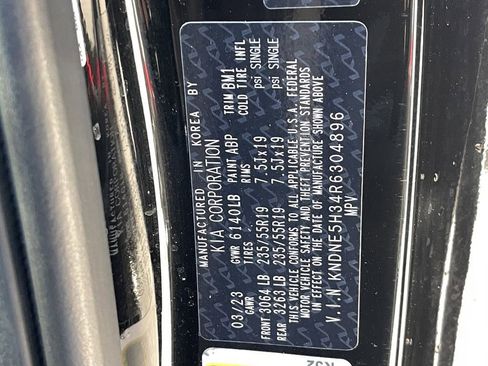 MANUFACTURED IN KOREA BY
KIA CORPORATION
GVWR 6140LB PAINT ABP TRIM BM1
03/23 GAWR TIRES RIMS COLD TIRE INFL
FRONT 3064 LB 235/55R19 7.5Jx19 psi SINGLE
REAR 3263 LB 235/55R19 7.5Jx19 psi SINGLE
THIS VEHICLE CONFORMS TO ALL APPLICABLE U.S.A. FEDERAL
MOTOR VEHICLE SAFETY AND THEFT PREVENTION STANDARDS
IN EFFECT ON THE DATE OF MANUFACTURE SHOWN ABOVE
V.I.N. KNDNE5H34R6304896
MPV